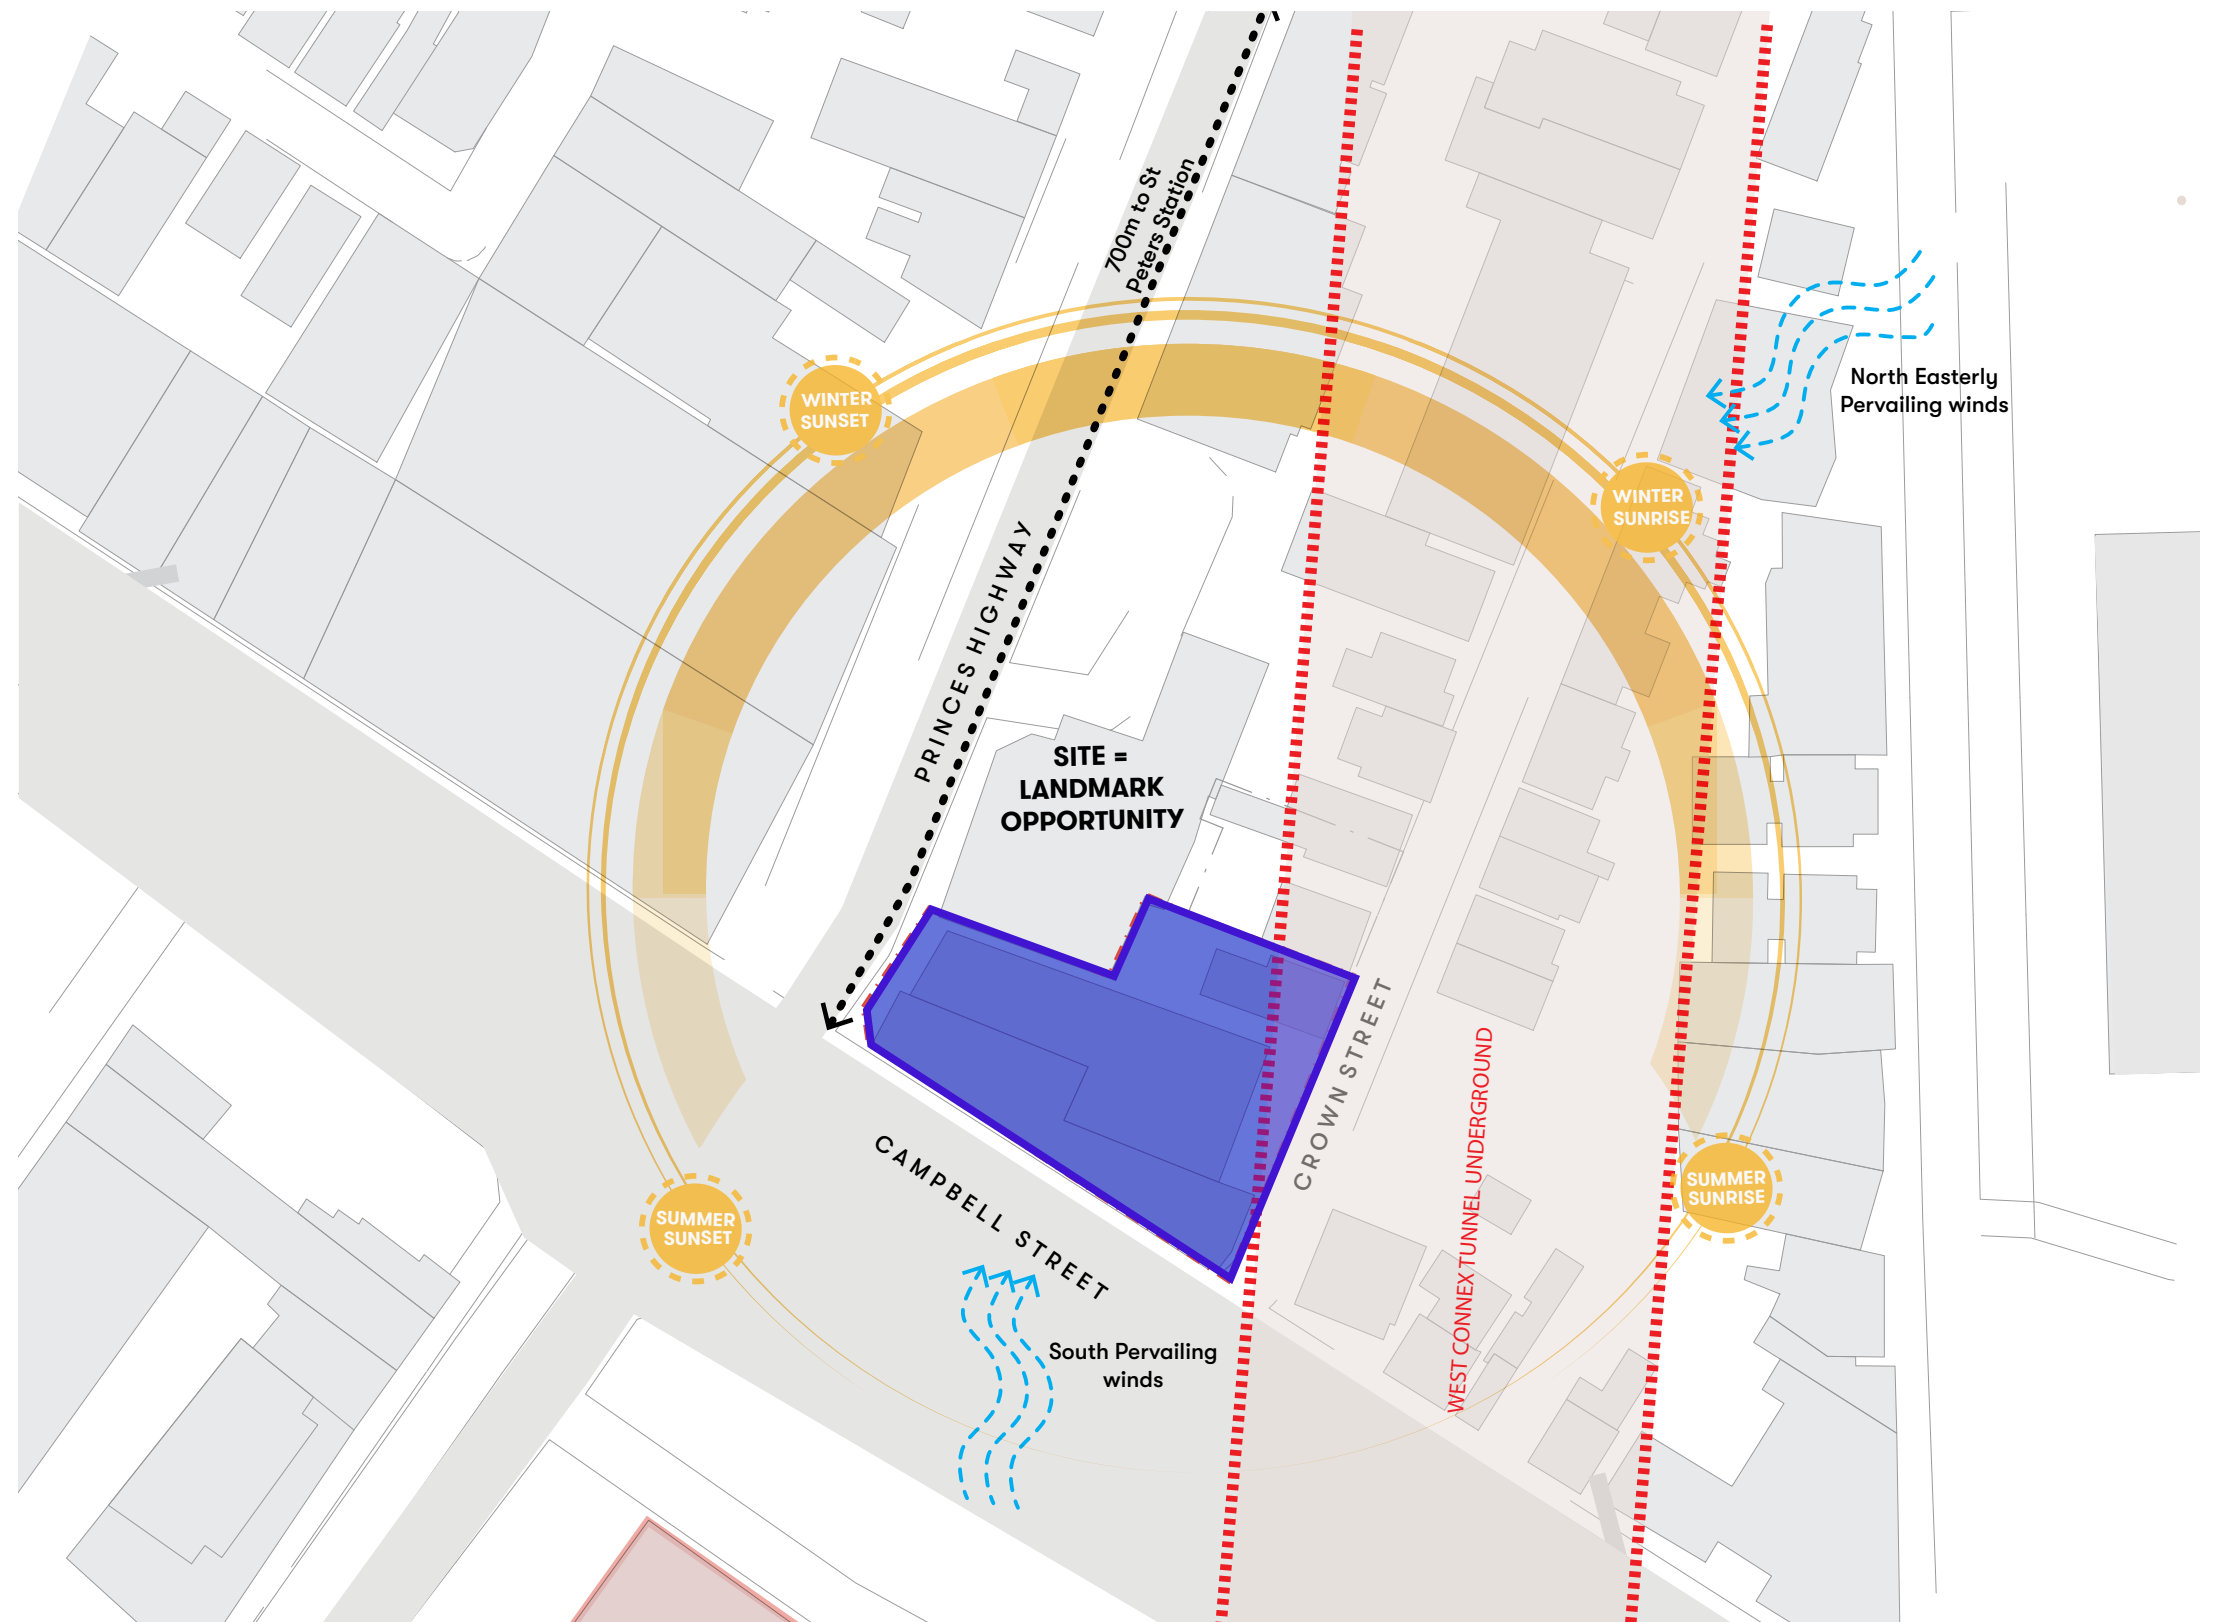 700m to St
Peters Station
WINTER
SUNSET
North Easterly
Pervailing winds
WINTER
SUNRISE
PRINCES HIGHWAY
SITE =
LANDMARK
OPPORTUNITY
CROWN STREET
WEST CONNEX TUNNEL UNDERGROUND
CAMPBELL STREET
SUMMER
SUNRISE
SUMMER
SUNSET
South Pervailing
winds